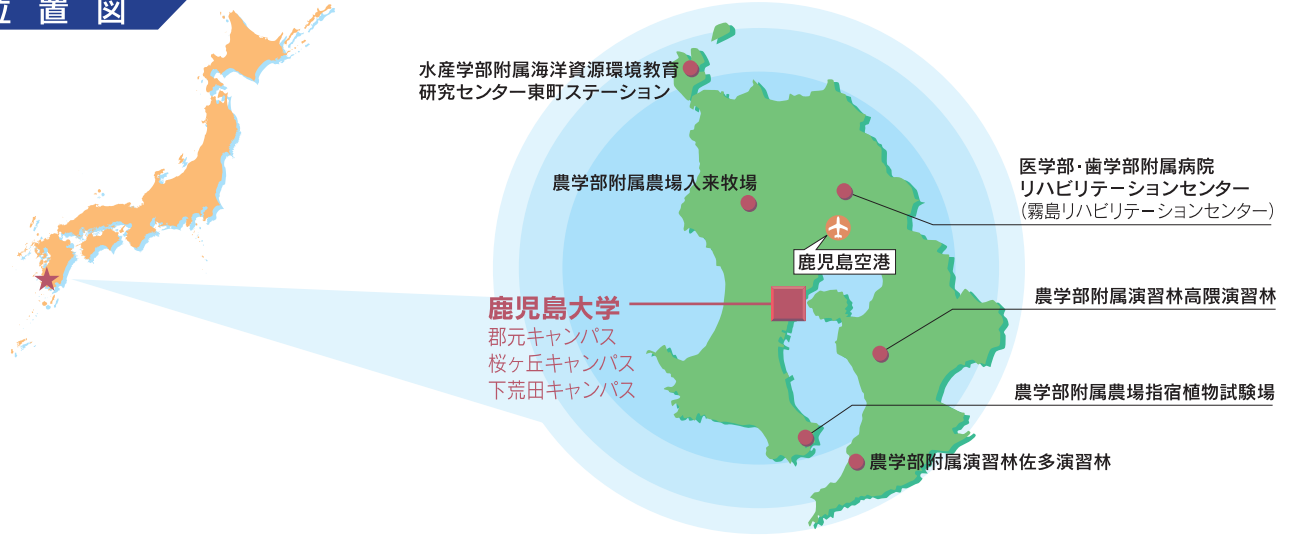 位置図
水産学部附属海洋資源環境教育
研究センター東町ステーション
農学部附属農場入来牧場
医学部・歯学部附属病院
リハビリテーションセンター
(霧島リハビリテーションセンター)
鹿児島空港
鹿児島大学
郡元キャンパス
桜ヶ丘キャンパス
下荒田キャンパス
農学部附属演習林高隈演習林
農学部附属農場指宿植物試験場
農学部附属演習林佐多演習林